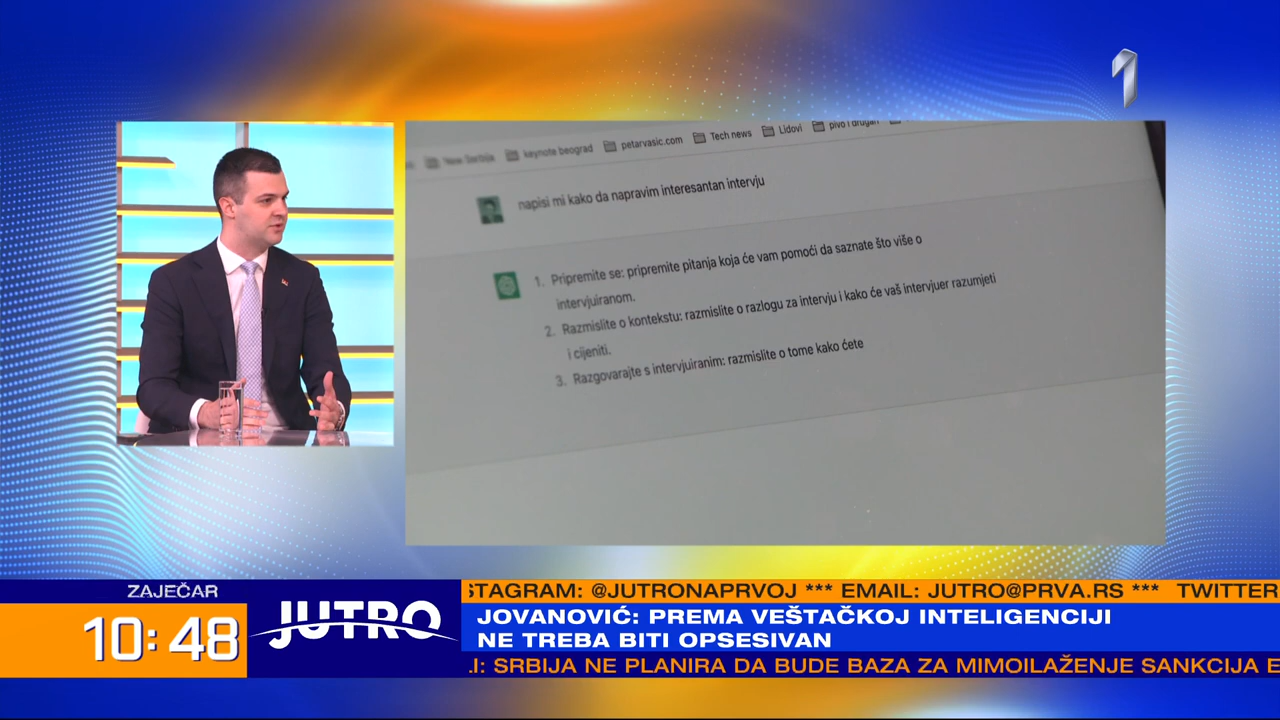 1
Tech news
Lidovi
pivo i drugari
New Serbia
keynote beograd
petarvasic.com
napisi mi kako da napravim interesantan intervju
1. Pripremite se: pripremite pitanja koja će vam pomoći da saznate što više o
intervjuiranom.
2. Razmislite o kontekstu: razmislite o razlogu za intervju i kako će vaš intervjuer razumjeti
i cijeniti.
3. Razgovarajte s intervjuiranim: razmislite o tome kako ćete
ZAJEČAR
10:48
JUTRO
STAGRAM: @JUTRONAPRVOJ *** EMAIL: JUTRO@PRVA.RS *** TWITTER
JOVANOVIĆ: PREMA VEŠTAČKOJ INTELIGENCIJI
NE TREBA BITI OPSESIVAN
.I: SRBIJA NE PLANIRA DA BUDE BAZA ZA MIMOILAŽENJE SANKCIJA E